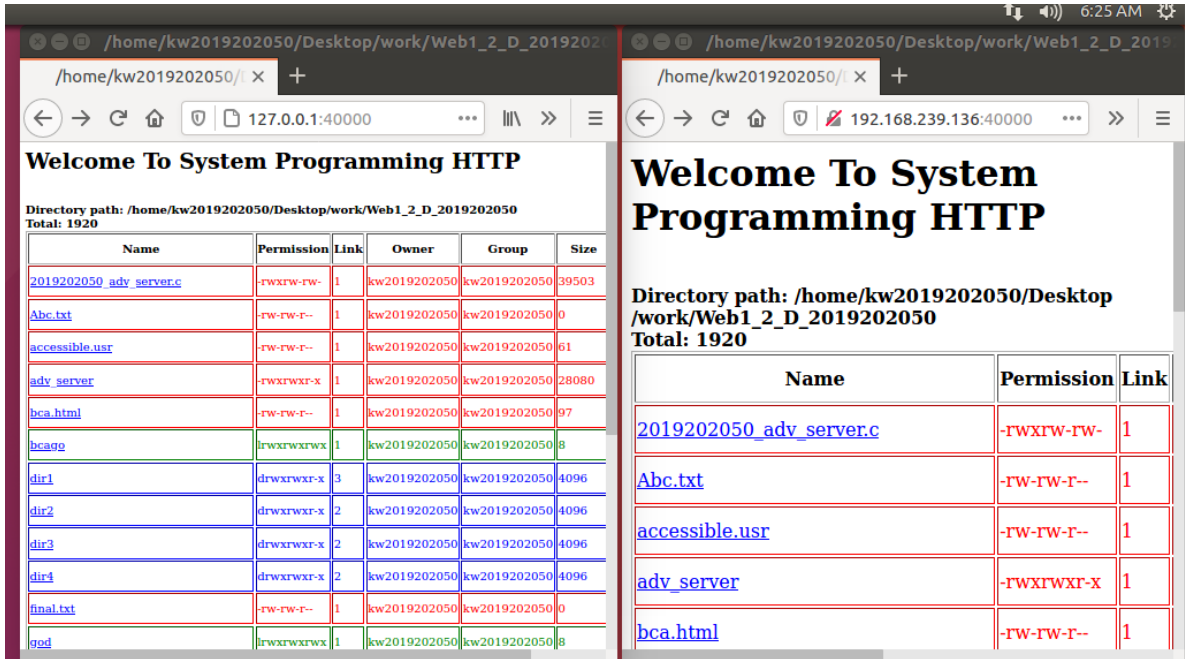 6:25 AM
/home/kw2019202050/Desktop/work/Web1_2_D_2019202
/home/kw2019202050/
127.0.0.1:40000
Welcome To System Programming HTTP
Directory path: /home/kw2019202050/Desktop/work/Web1_2_D_2019202050
Total: 1920
Name Permission Link Owner Group Size
2019202050_adv_server.c -rwxrw-rw- 1 kw2019202050 kw2019202050 39503
Abc.txt -rw-rw-r-- 1 kw2019202050 kw2019202050 0
accessible.usr -rw-rw-r-- 1 kw2019202050 kw2019202050 61
adv_server -rwxrwxr-x 1 kw2019202050 kw2019202050 28080
bca.html -rw-rw-r-- 1 kw2019202050 kw2019202050 97
bcago lrwxrwxrwx 1 kw2019202050 kw2019202050 8
dir1 drwxrwxr-x 3 kw2019202050 kw2019202050 4096
dir2 drwxrwxr-x 2 kw2019202050 kw2019202050 4096
dir3 drwxrwxr-x 2 kw2019202050 kw2019202050 4096
dir4 drwxrwxr-x 2 kw2019202050 kw2019202050 4096
final.txt -rw-rw-r-- 1 kw2019202050 kw2019202050 0
god lrwxrwxrwx 1 kw2019202050 kw2019202050 8
/home/kw2019202050/Desktop/work/Web1_2_D_2019
/home/kw2019202050/
192.168.239.136:40000
Welcome To System
Programming HTTP
Directory path: /home/kw2019202050/Desktop
/work/Web1_2_D_2019202050
Total: 1920
Name Permission Link
2019202050_adv_server.c -rwxrw-rw- 1
Abc.txt -rw-rw-r-- 1
accessible.usr -rw-rw-r-- 1
adv_server -rwxrwxr-x 1
bca.html -rw-rw-r-- 1